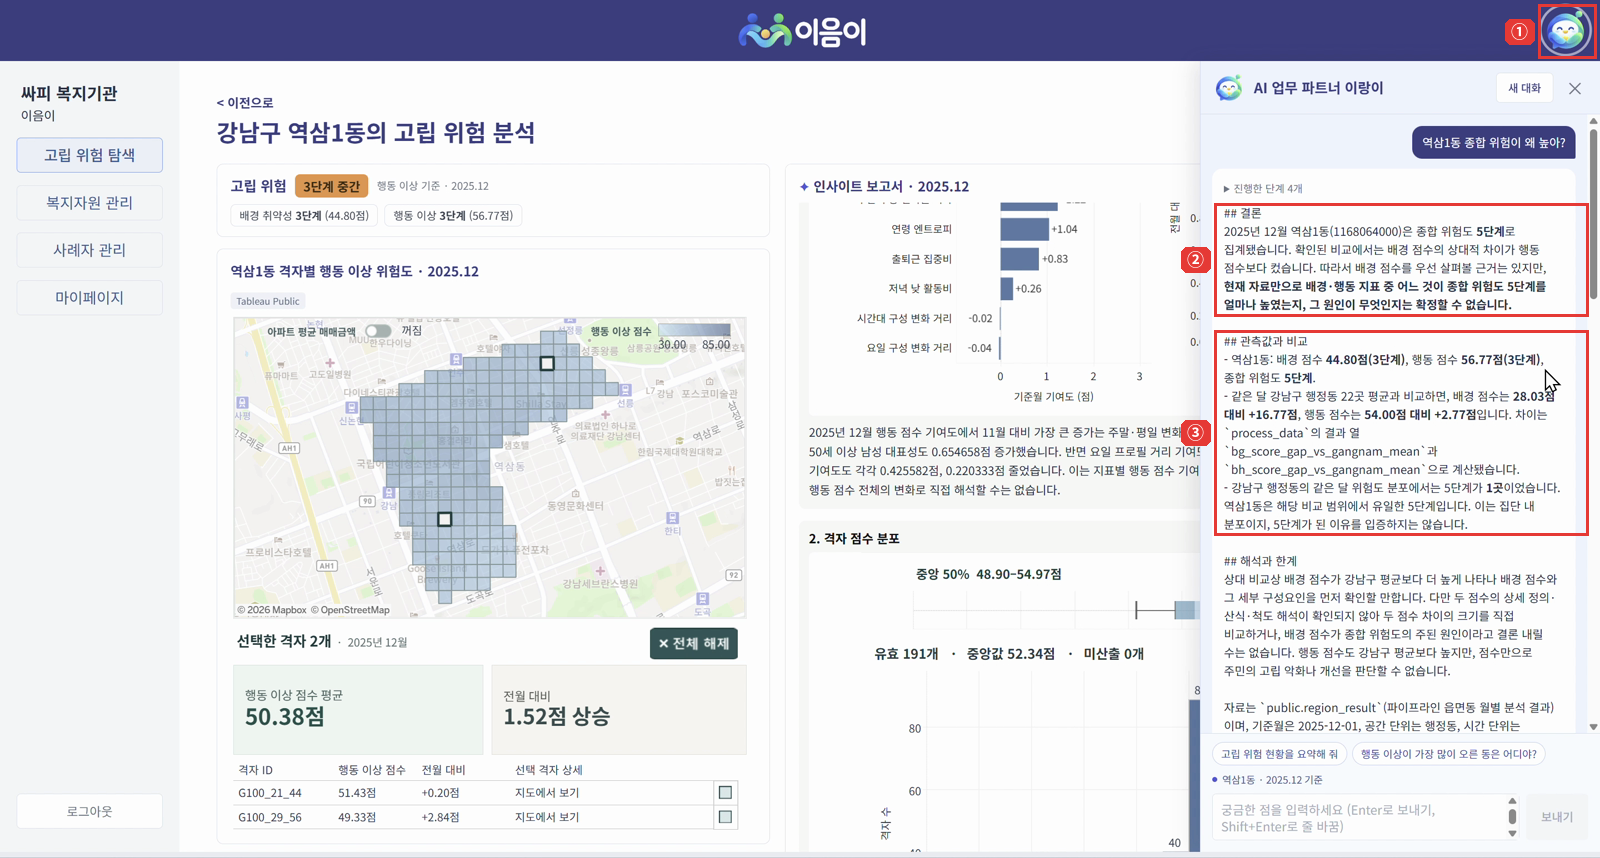 이음이
①
싸피 복지기관
이음이
고립 위험 탐색
복지자원 관리
사례자 관리
마이페이지
로그아웃
< 이전으로
강남구 역삼1동의 고립 위험 분석
고립 위험 3단계 중간 행동 이상 기준 · 2025.12
배경 취약성 3단계 (44.80점) 행동 이상 3단계 (56.77점)
역삼1동 격자별 행동 이상 위험도 · 2025.12
Tableau Public
아파트 평균 매매금액 꺼짐 행동 이상 점수
30.00 85.00
도로교통
AH1
90
AH1
92
역삼동
강남
선릉
한티
도곡
동영문화센터
프로비스타호텔
강남세브란스병원
한국전통음식
© 2026 Mapbox © OpenStreetMap
선택한 격자 2개 · 2025년 12월
✕ 전체 해제
행동 이상 점수 평균
50.38점
전월 대비
1.52점 상승
격자 ID 행동 이상 점수 전월 대비 선택 격자 상세
G100_21_44 51.43점 +0.20점 지도에서 보기
G100_29_56 49.33점 +2.84점 지도에서 보기
✦ 인사이트 보고서 · 2025.12
연령 엔트로피 +1.04
출퇴근 집중비 +0.83
저녁 낮 활동비 +0.26
시간대 구성 변화 거리 -0.02
요일 구성 변화 거리 -0.04
0 1 2 3
기준월 기여도 (점)
2025년 12월 행동 점수 기여도에서 11월 대비 가장 큰 증가는 주말·평일 변화
50세 이상 남성 대표성도 0.654658점 증가했습니다. 반면 요일 프로필 거리 기여도
기여도도 각각 0.425582점, 0.220333점 줄었습니다. 이는 지표별 행동 점수 기여
행동 점수 전체의 변화로 직접 해석할 수는 없습니다.
2. 격자 점수 분포
중앙 50% 48.90–54.97점
유효 191개 · 중앙값 52.34점 · 미산출 0개
80
60
40
격자 수
AI 업무 파트너 이랑이
새 대화
역삼1동 종합 위험이 왜 높아?
▶ 진행한 단계 4개
②
## 결론
2025년 12월 역삼1동(1168064000)은 종합 위험도 5단계로
집계됐습니다. 확인된 비교에서는 배경 점수의 상대적 차이가 행동
점수보다 컸습니다. 따라서 배경 점수를 우선 살펴볼 근거는 있지만,
현재 자료만으로 배경·행동 지표 중 어느 것이 종합 위험도 5단계를
얼마나 높였는지, 그 원인이 무엇인지는 확정할 수 없습니다.
③
## 관측값과 비교
- 역삼1동: 배경 점수 44.80점(3단계), 행동 점수 56.77점(3단계),
종합 위험도 5단계.
- 같은 달 강남구 행정동 22곳 평균과 비교하면, 배경 점수는 28.03점
대비 +16.77점, 행동 점수는 54.00점 대비 +2.77점입니다. 차이는
`process_data`의 결과 열
`bg_score_gap_vs_gangnam_mean`과
`bh_score_gap_vs_gangnam_mean`으로 계산됐습니다.
- 강남구 행정동의 같은 달 위험도 분포에서는 5단계가 1곳이었습니다.
역삼1동은 해당 비교 범위에서 유일한 5단계입니다. 이는 집단 내
분포이지, 5단계가 된 이유를 입증하지는 않습니다.
## 해석과 한계
상대 비교상 배경 점수가 강남구 평균보다 더 높게 나타나 배경 점수와
그 세부 구성요인을 먼저 확인할 만합니다. 다만 두 점수의 상세 정의·
산식·척도 해석이 확인되지 않아 두 점수 차이의 크기를 직접
비교하거나, 배경 점수가 종합 위험도의 주된 원인이라고 결론 내릴
수는 없습니다. 행동 점수도 강남구 평균보다 높지만, 점수만으로
주민의 고립 악화나 개선을 판단할 수 없습니다.
자료는 `public.region_result`(파이프라인 읍면동 월별 분석 결과)
이며, 기준월은 2025-12-01, 공간 단위는 행정동, 시간 단위는
고립 위험 현황을 요약해 줘 행동 이상이 가장 많이 오른 동은 어디야?
역삼1동 · 2025.12 기준
궁금한 점을 입력하세요 (Enter로 보내기,
Shift+Enter로 줄 바꿈)
보내기